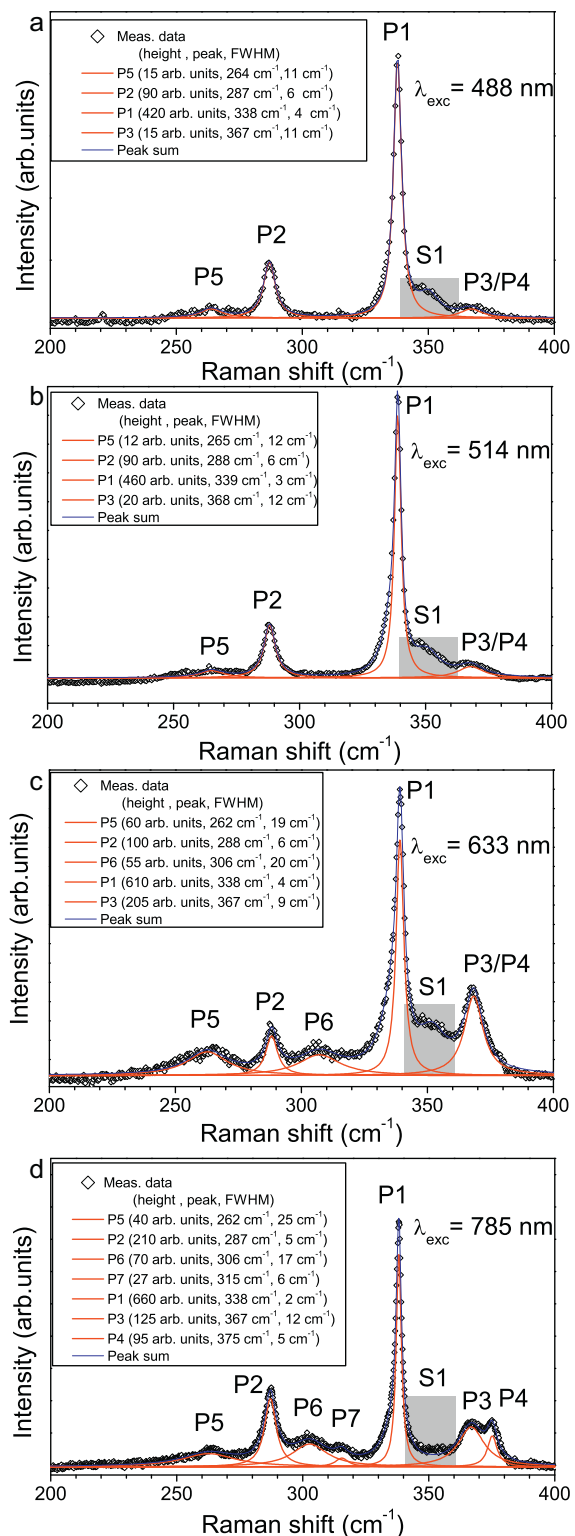 a
Meas. data
(height , peak, FWHM)
P5 (15 arb. units, 264 cm⁻¹,11 cm⁻¹)
P2 (90 arb. units, 287 cm⁻¹, 6 cm⁻¹)
P1 (420 arb. units, 338 cm⁻¹, 4 cm⁻¹)
P3 (15 arb. units, 367 cm⁻¹,11 cm⁻¹)
Peak sum
P1
λexc= 488 nm
P2
P5
S1
P3/P4
Intensity (arb.units)
200 250 300 350 400
Raman shift (cm⁻¹)
b
Meas. data
(height , peak, FWHM)
P5 (12 arb. units, 265 cm⁻¹, 12 cm⁻¹)
P2 (90 arb. units, 288 cm⁻¹, 6 cm⁻¹)
P1 (460 arb. units, 339 cm⁻¹, 3 cm⁻¹)
P3 (20 arb. units, 368 cm⁻¹, 12 cm⁻¹)
Peak sum
P1
λexc= 514 nm
P2
P5
S1
P3/P4
Intensity (arb.units)
200 250 300 350 400
Raman shift (cm⁻¹)
c
Meas. data
(height , peak, FWHM)
P5 (60 arb. units, 262 cm⁻¹, 19 cm⁻¹)
P2 (100 arb. units, 288 cm⁻¹, 6 cm⁻¹)
P6 (55 arb. units, 306 cm⁻¹, 20 cm⁻¹)
P1 (610 arb. units, 338 cm⁻¹, 4 cm⁻¹)
P3 (205 arb. units, 367 cm⁻¹, 9 cm⁻¹)
Peak sum
P1
λexc= 633 nm
P5
P2
P6
S1
P3/P4
Intensity (arb.units)
200 250 300 350 400
Raman shift (cm⁻¹)
d
Meas. data
(height , peak, FWHM)
P5 (40 arb. units, 262 cm⁻¹, 25 cm⁻¹)
P2 (210 arb. units, 287 cm⁻¹, 5 cm⁻¹)
P6 (70 arb. units, 306 cm⁻¹, 17 cm⁻¹)
P7 (27 arb. units, 315 cm⁻¹, 6 cm⁻¹)
P1 (660 arb. units, 338 cm⁻¹, 2 cm⁻¹)
P3 (125 arb. units, 367 cm⁻¹, 12 cm⁻¹)
P4 (95 arb. units, 375 cm⁻¹, 5 cm⁻¹)
Peak sum
P1
λexc= 785 nm
P5
P2
P6
P7
S1
P3
P4
Intensity (arb.units)
200 250 300 350 400
Raman shift (cm⁻¹)